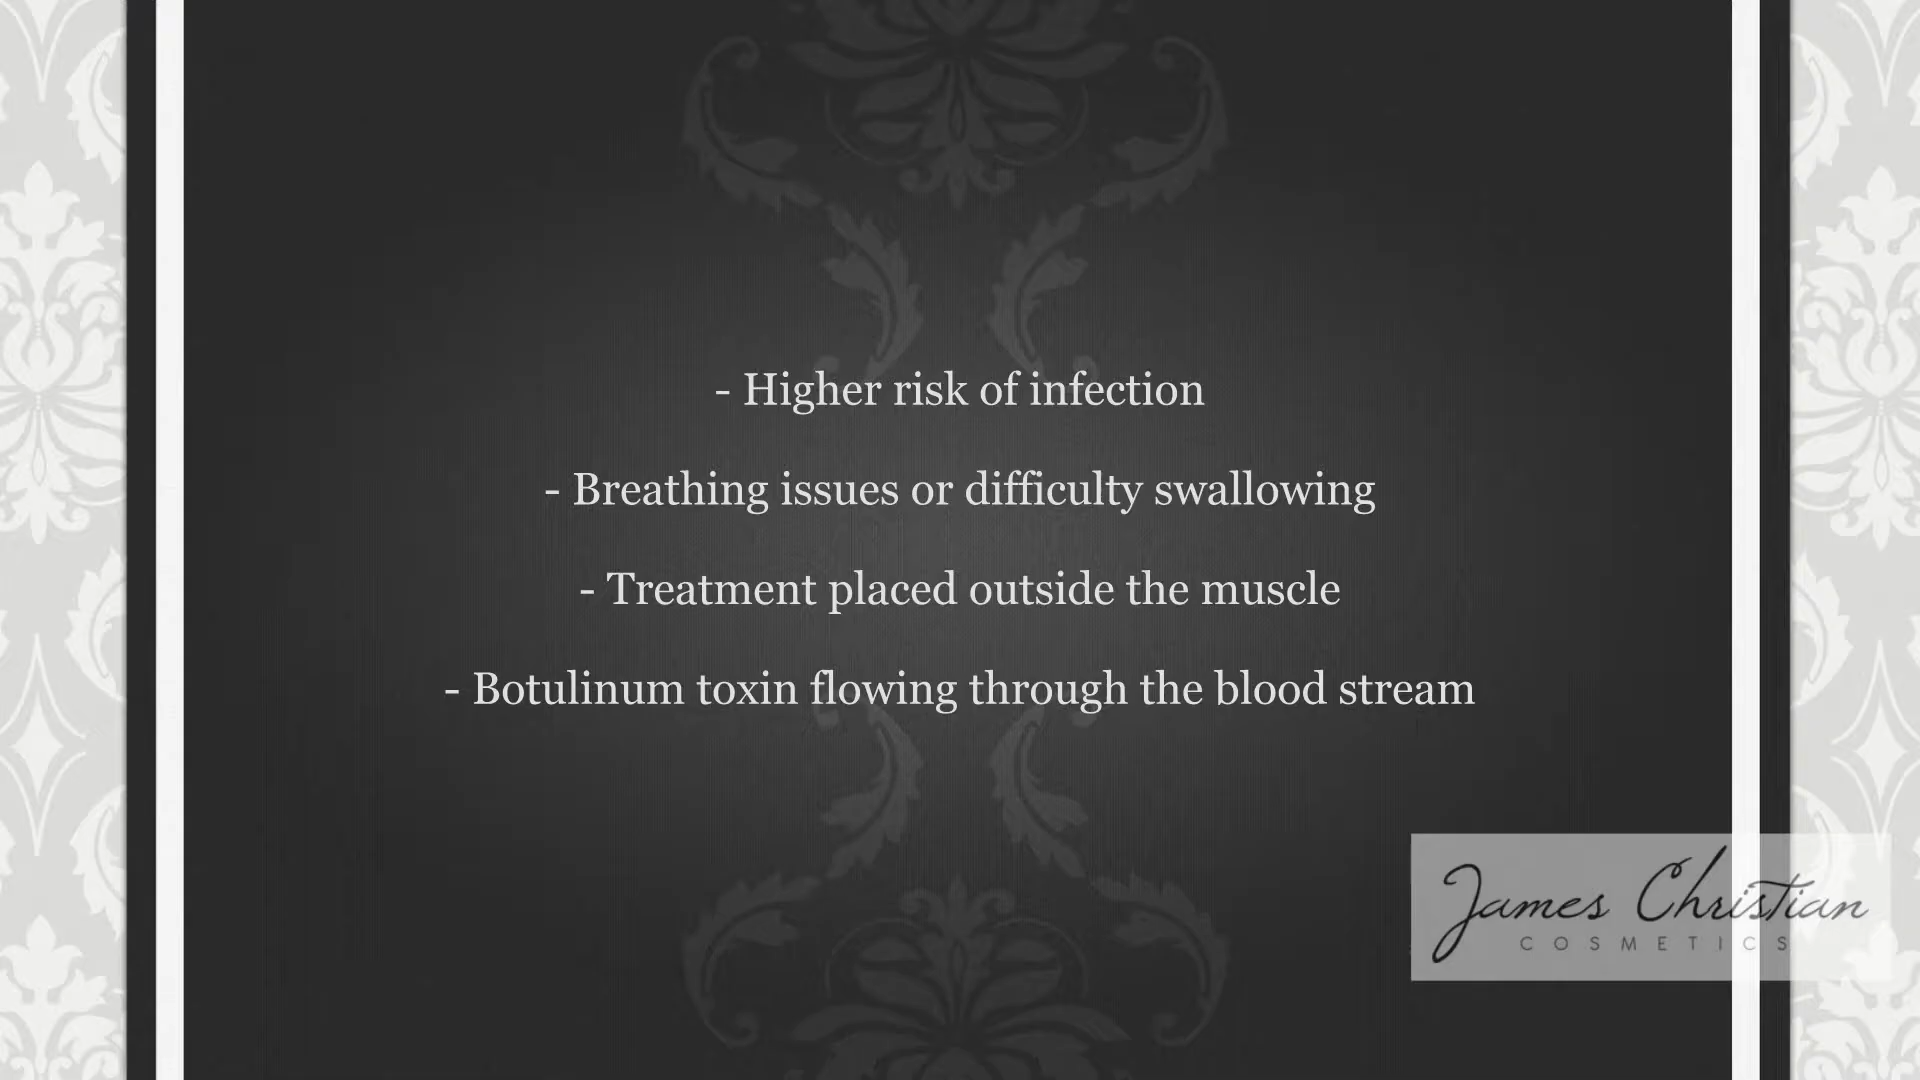 - Higher risk of infection
- Breathing issues or difficulty swallowing
- Treatment placed outside the muscle
- Botulinum toxin flowing through the blood stream
James Christian
COSMETICS